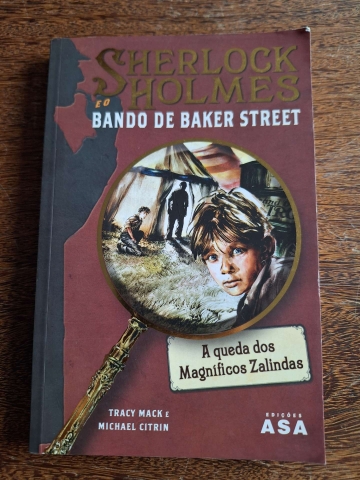 SHERLOCK
E O HOLMES
BANDO DE BAKER STREET
A queda dos
Magníficos Zalindas
TRACY MACK E
MICHAEL CITRIN
EDIÇÕES
ASA